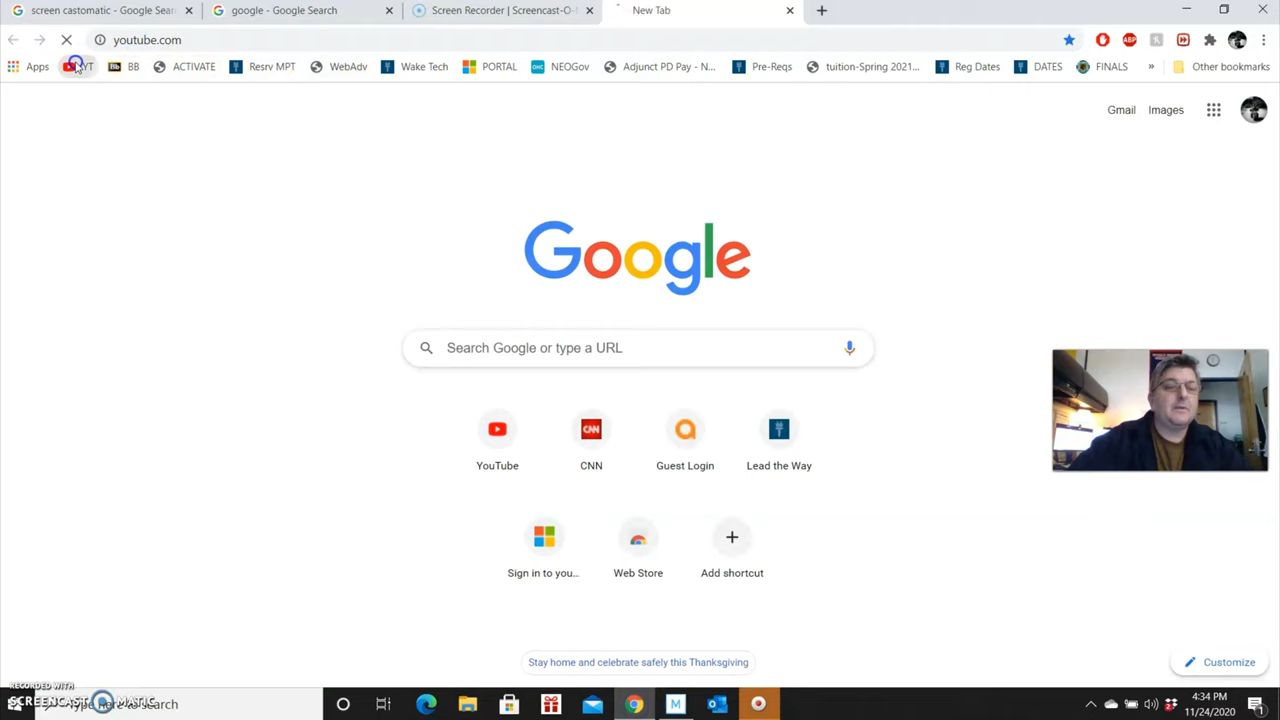 screen castomatic - Google Sear
google - Google Search
Screen Recorder | Screencast-O-
New Tab
youtube.com
Apps
YT
BB
ACTIVATE
Resrv MPT
WebAdv
Wake Tech
PORTAL
NEOGov
Adjunct PD Pay - N...
Pre-Reqs
tuition-Spring 2021...
Reg Dates
DATES
FINALS
»
Other bookmarks
Gmail
Images
Google
Search Google or type a URL
YouTube
CNN
Guest Login
Lead the Way
Sign in to you...
Web Store
Add shortcut
Stay home and celebrate safely this Thanksgiving
Customize
RECORDED WITH
SCREENCAST MATIC
Type here to search
4:34 PM
11/24/2020